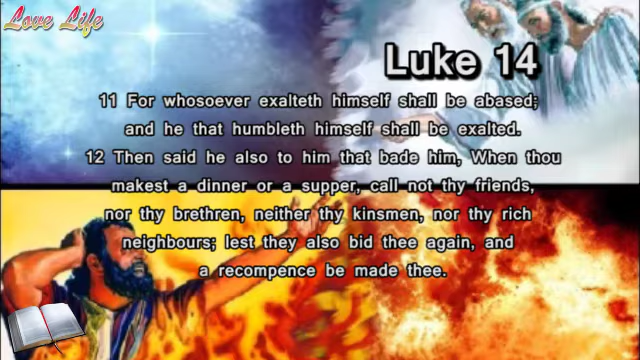 Love Life
Luke 14
11 For whosoever exalteth himself shall be abased;
and he that humbleth himself shall be exalted.
12 Then said he also to him that bade him, When thou
makest a dinner or a supper, call not thy friends,
nor thy brethren, neither thy kinsmen, nor thy rich
neighbours; lest they also bid thee again, and
a recompence be made thee.